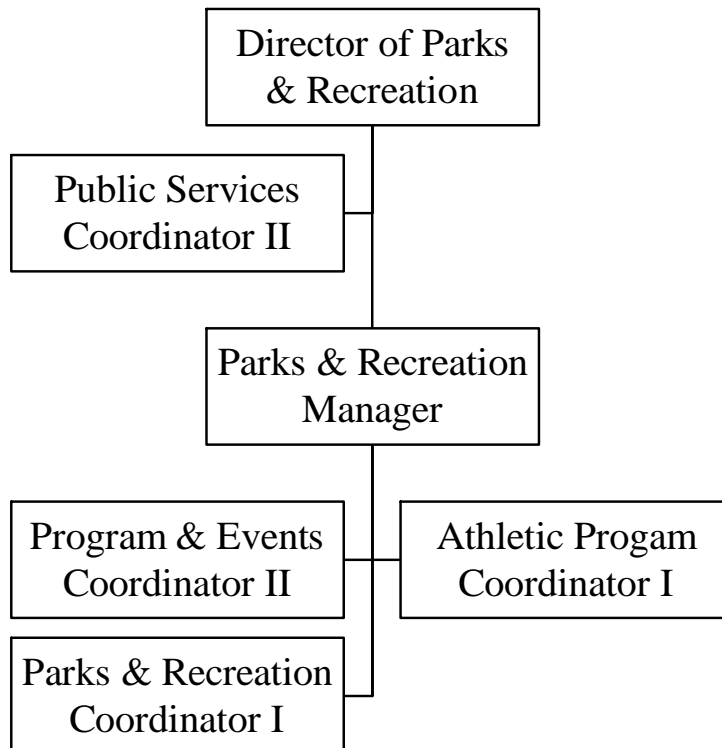 Director of Parks
& Recreation
Public Services
Coordinator II
Parks & Recreation
Manager
Program & Events
Coordinator II
Athletic Progam
Coordinator I
Parks & Recreation
Coordinator I